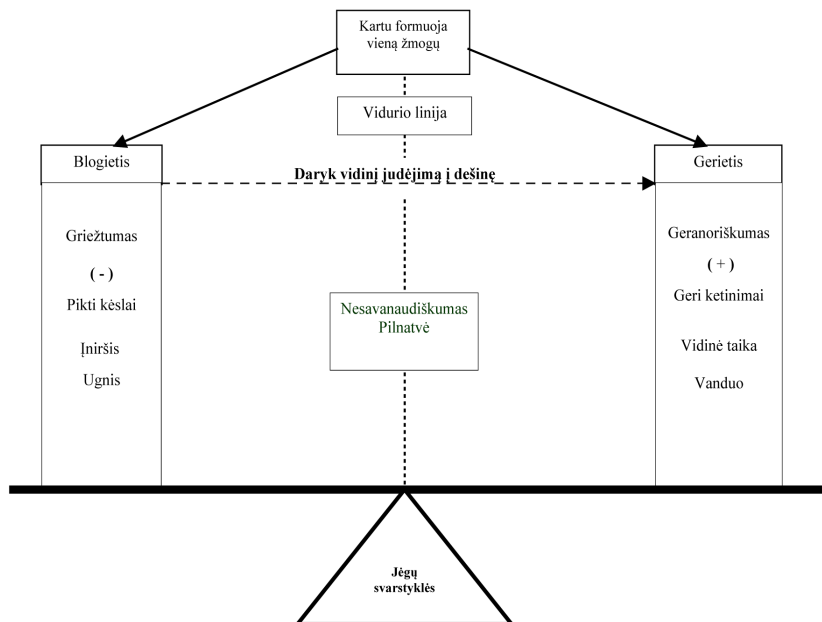 Kartu formuoja
vieną žmogų
Vidurio linija
Blogietis
Gerietis
Daryk vidinį judėjimą į dešinę
Griežtumas
( - )
Pikti kėslai
Įniršis
Ugnis
Nesavanaudiškumas
Pilnatvė
Geranoriškumas
( + )
Geri ketinimai
Vidinė taika
Vanduo
Jėgų
svarstyklės